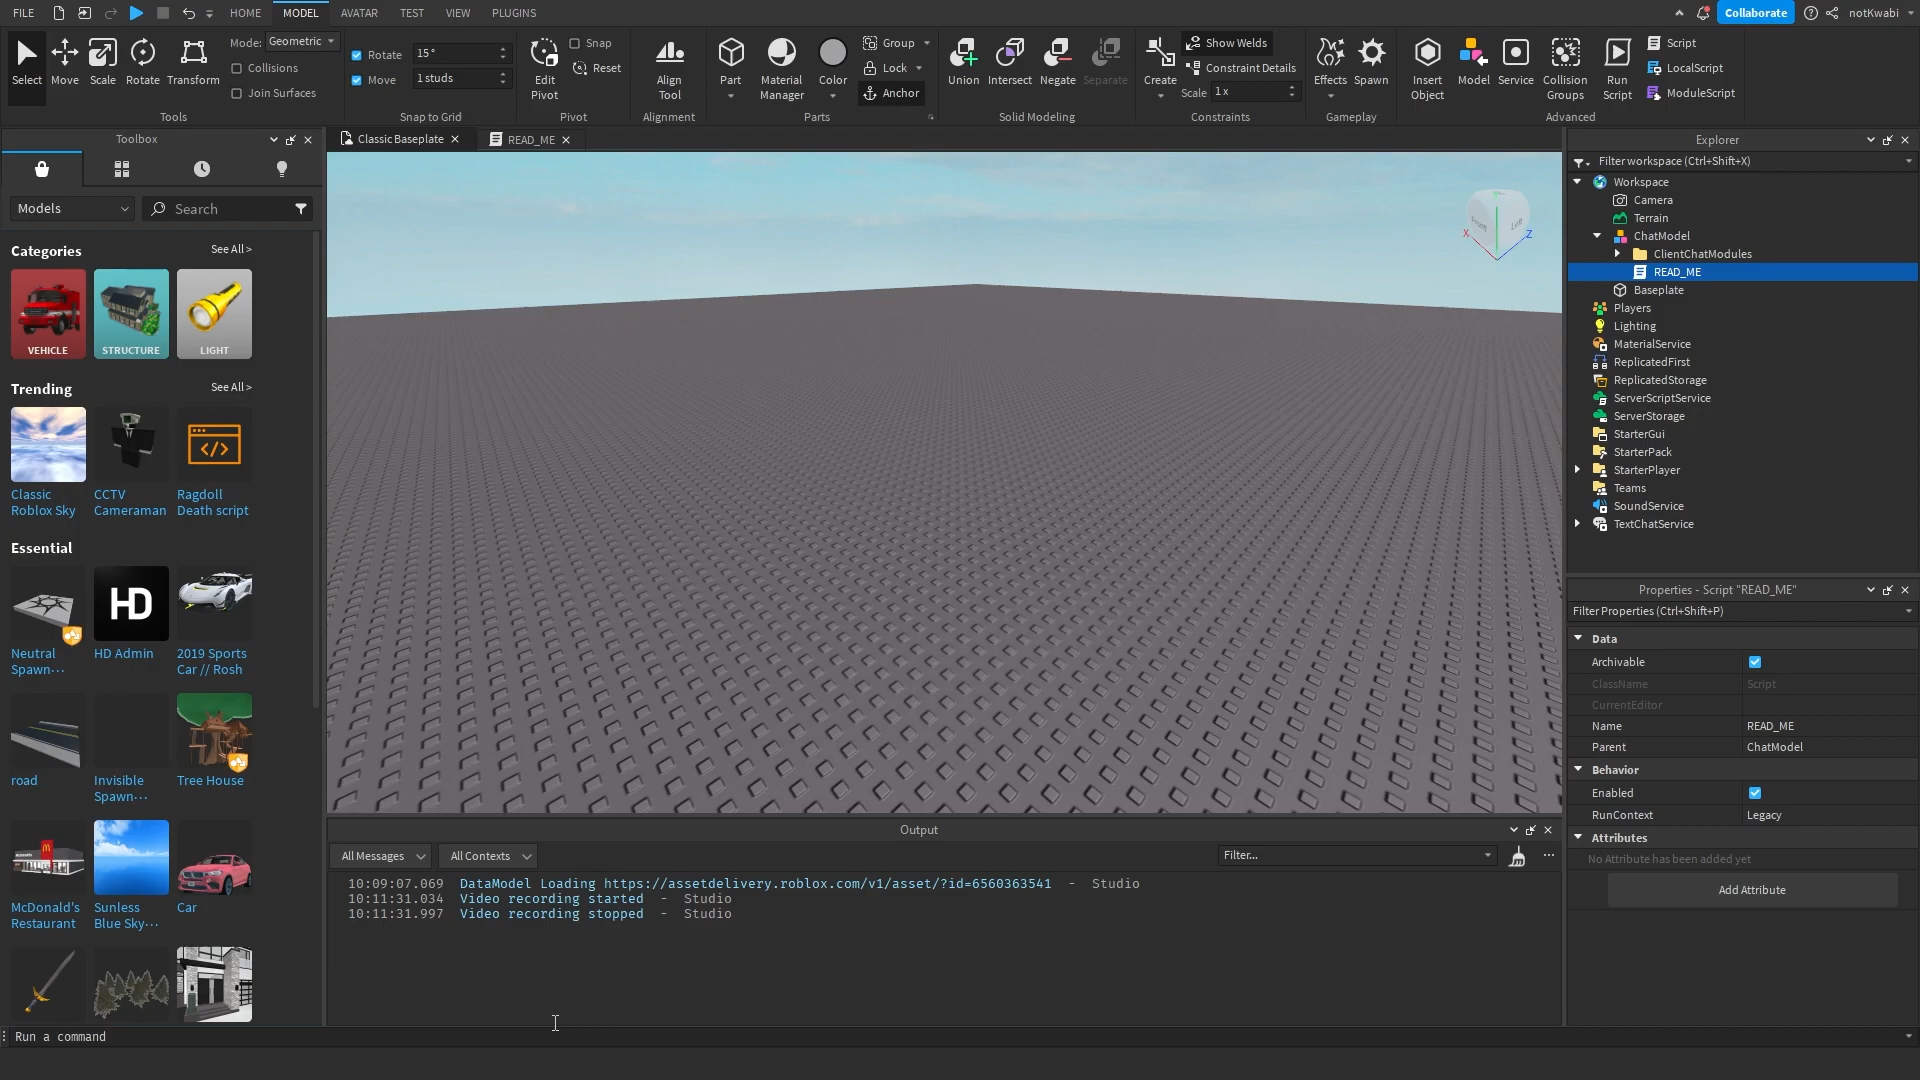 FILE
HOME
MODEL
AVATAR
TEST
VIEW
PLUGINS
Collaborate
notKwabi
Select
Move
Scale
Rotate
Transform
Mode: Geometric
Collisions
Join Surfaces
Tools
Rotate 15°
Move 1 studs
Snap to Grid
Edit
Pivot
Snap
Reset
Pivot
Align
Tool
Alignment
Part
Material
Manager
Color
Group
Lock
Anchor
Parts
Union
Intersect
Negate
Separate
Solid Modeling
Create
Show Welds
Constraint Details
Scale 1 x
Constraints
Effects
Spawn
Gameplay
Insert
Object
Model
Service
Collision
Groups
Run
Script
Script
LocalScript
ModuleScript
Advanced
Toolbox
Models
Search
Categories
See All >
VEHICLE
STRUCTURE
LIGHT
Trending
See All >
Classic
Roblox Sky
CCTV
Cameraman
Ragdoll
Death script
Essential
HD
Neutral
Spawn···
HD Admin
2019 Sports
Car // Rosh
road
Invisible
Spawn···
Tree House
McDonald's
Restaurant
Sunless
Blue Sky···
Car
Classic Baseplate
READ_ME
Front
Left
X
Z
Output
All Messages
All Contexts
Filter...
10:09:07.069 DataModel Loading https://assetdelivery.roblox.com/v1/asset/?id=6560363541 - Studio
10:11:31.034 Video recording started - Studio
10:11:31.997 Video recording stopped - Studio
Run a command
Explorer
Filter workspace (Ctrl+Shift+X)
Workspace
Camera
Terrain
ChatModel
ClientChatModules
READ_ME
Baseplate
Players
Lighting
MaterialService
ReplicatedFirst
ReplicatedStorage
ServerScriptService
ServerStorage
StarterGui
StarterPack
StarterPlayer
Teams
SoundService
TextChatService
Properties - Script "READ_ME"
Filter Properties (Ctrl+Shift+P)
Data
Archivable
ClassName Script
CurrentEditor
Name READ_ME
Parent ChatModel
Behavior
Enabled
RunContext Legacy
Attributes
No Attribute has been added yet
Add Attribute